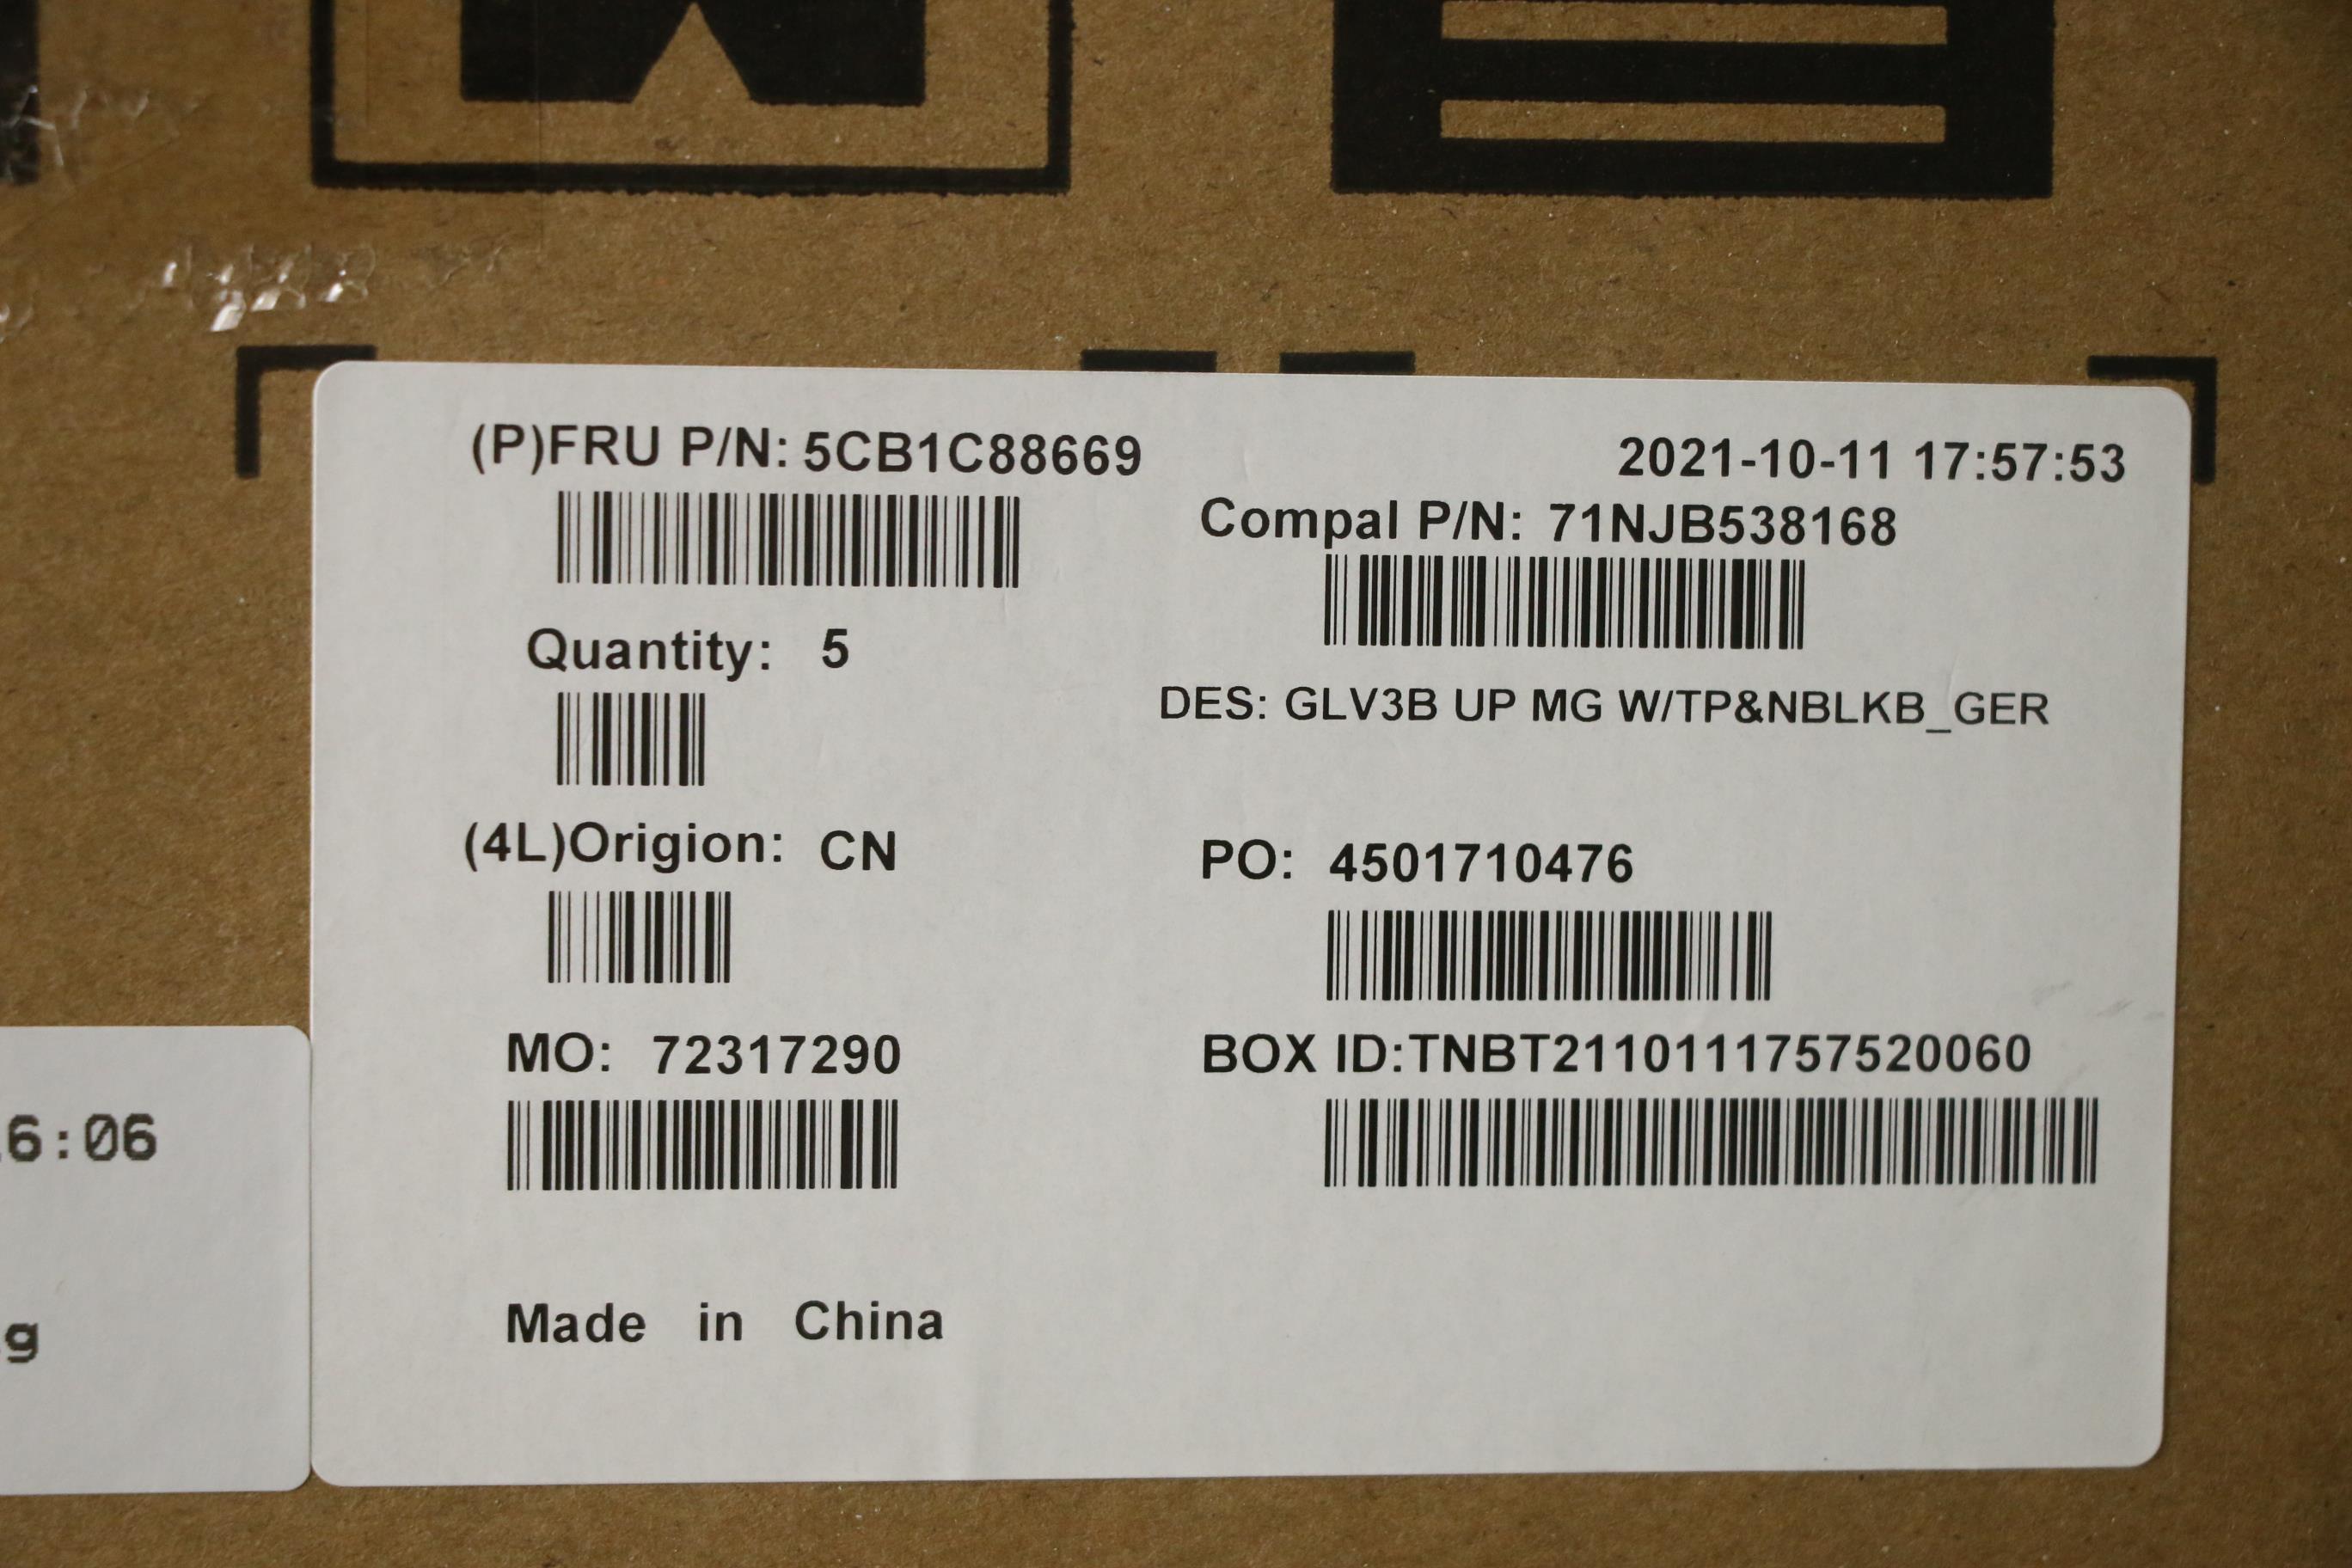 (P)FRU P/N: 5CB1C88669
2021-10-11 17:57:53
Compal P/N: 71NJB538168
Quantity: 5
DES: GLV3B UP MG W/TP&NBLKB_GER
(4L)Origion: CN
PO: 4501710476
MO: 72317290
BOX ID:TNBT2110111757520060
Made in China
6:06
g